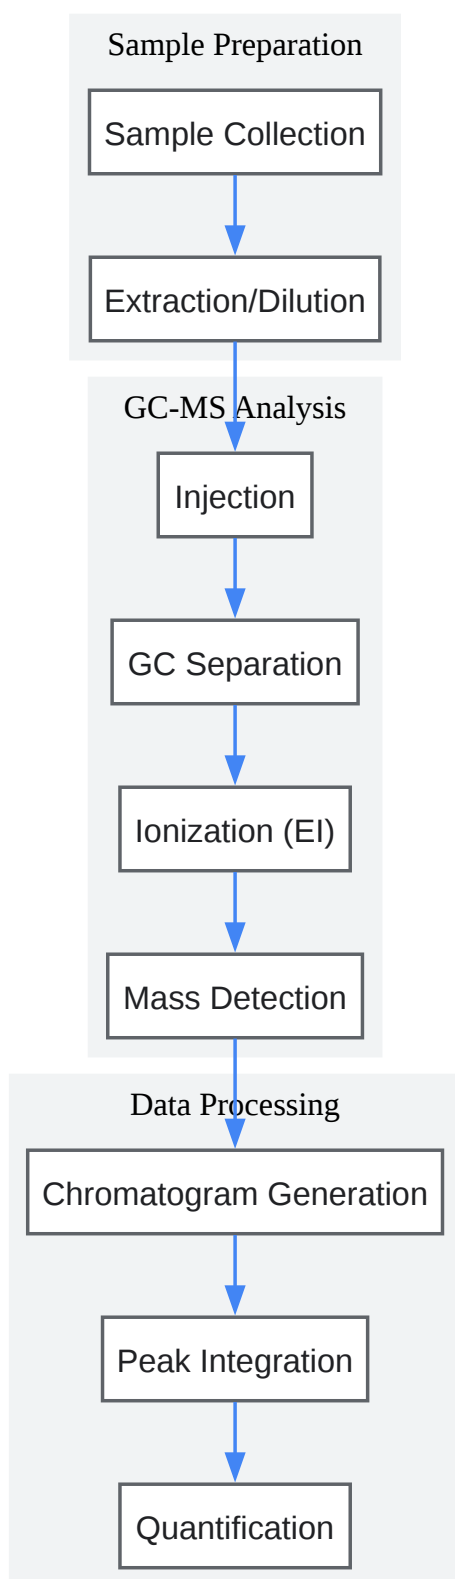 Sample Preparation
Sample Collection
Extraction/Dilution
GC-MS Analysis
Injection
GC Separation
Ionization (EI)
Mass Detection
Data Processing
Chromatogram Generation
Peak Integration
Quantification